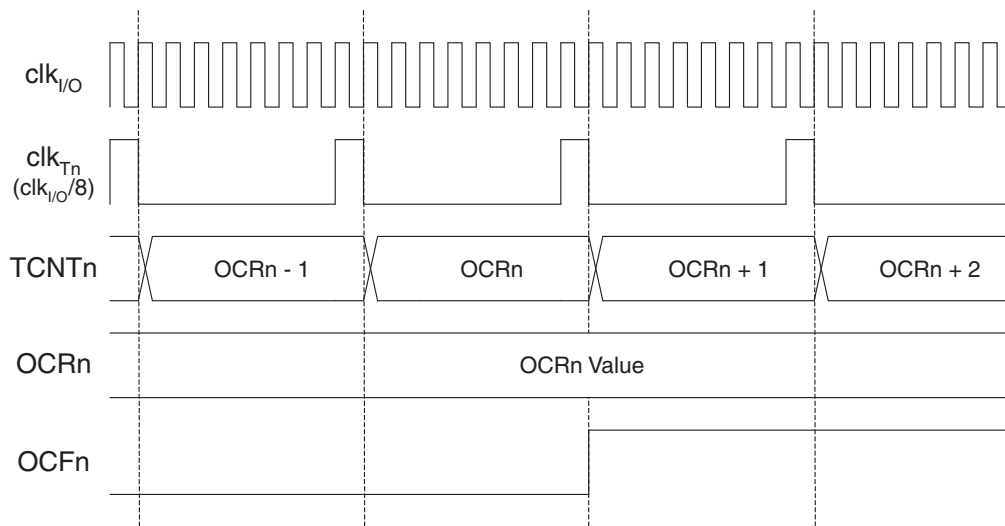 clkI/O
clkTn
(clkI/O/8)
TCNTn
OCRn - 1
OCRn
OCRn + 1
OCRn + 2
OCRn
OCRn Value
OCFn